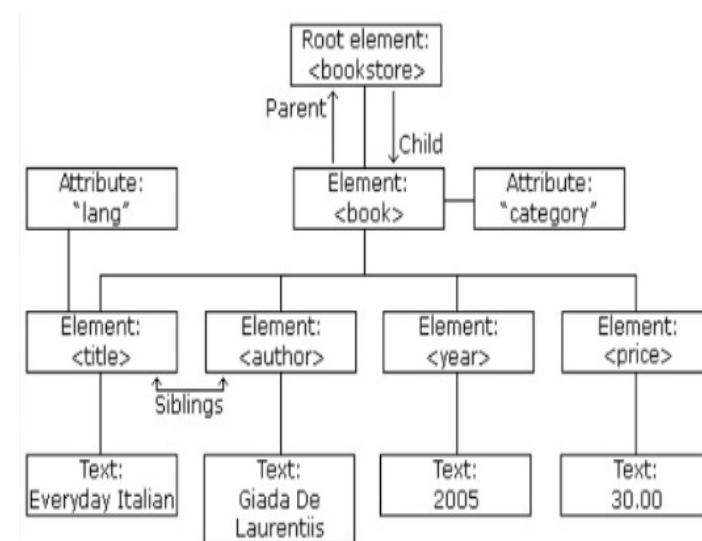 Root element:
<bookstore>
Parent
Child
Attribute:
"lang"
Element:
<book>
Attribute:
"category"
Element:
<title>
Element:
<author>
Element:
<year>
Element:
<price>
Siblings
Text:
Everyday Italian
Text:
Giada De
Laurentiis
Text:
2005
Text:
30.00